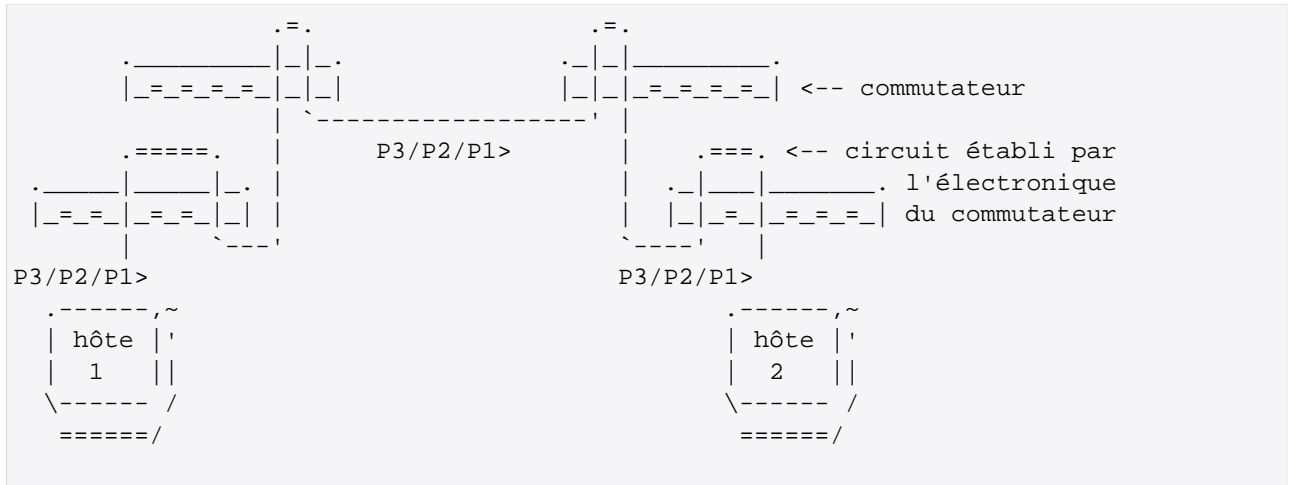 <-- commutateur
P3/P2/P1>
<-- circuit établi par
l'électronique
du commutateur
P3/P2/P1>
P3/P2/P1>
hôte
1
hôte
2